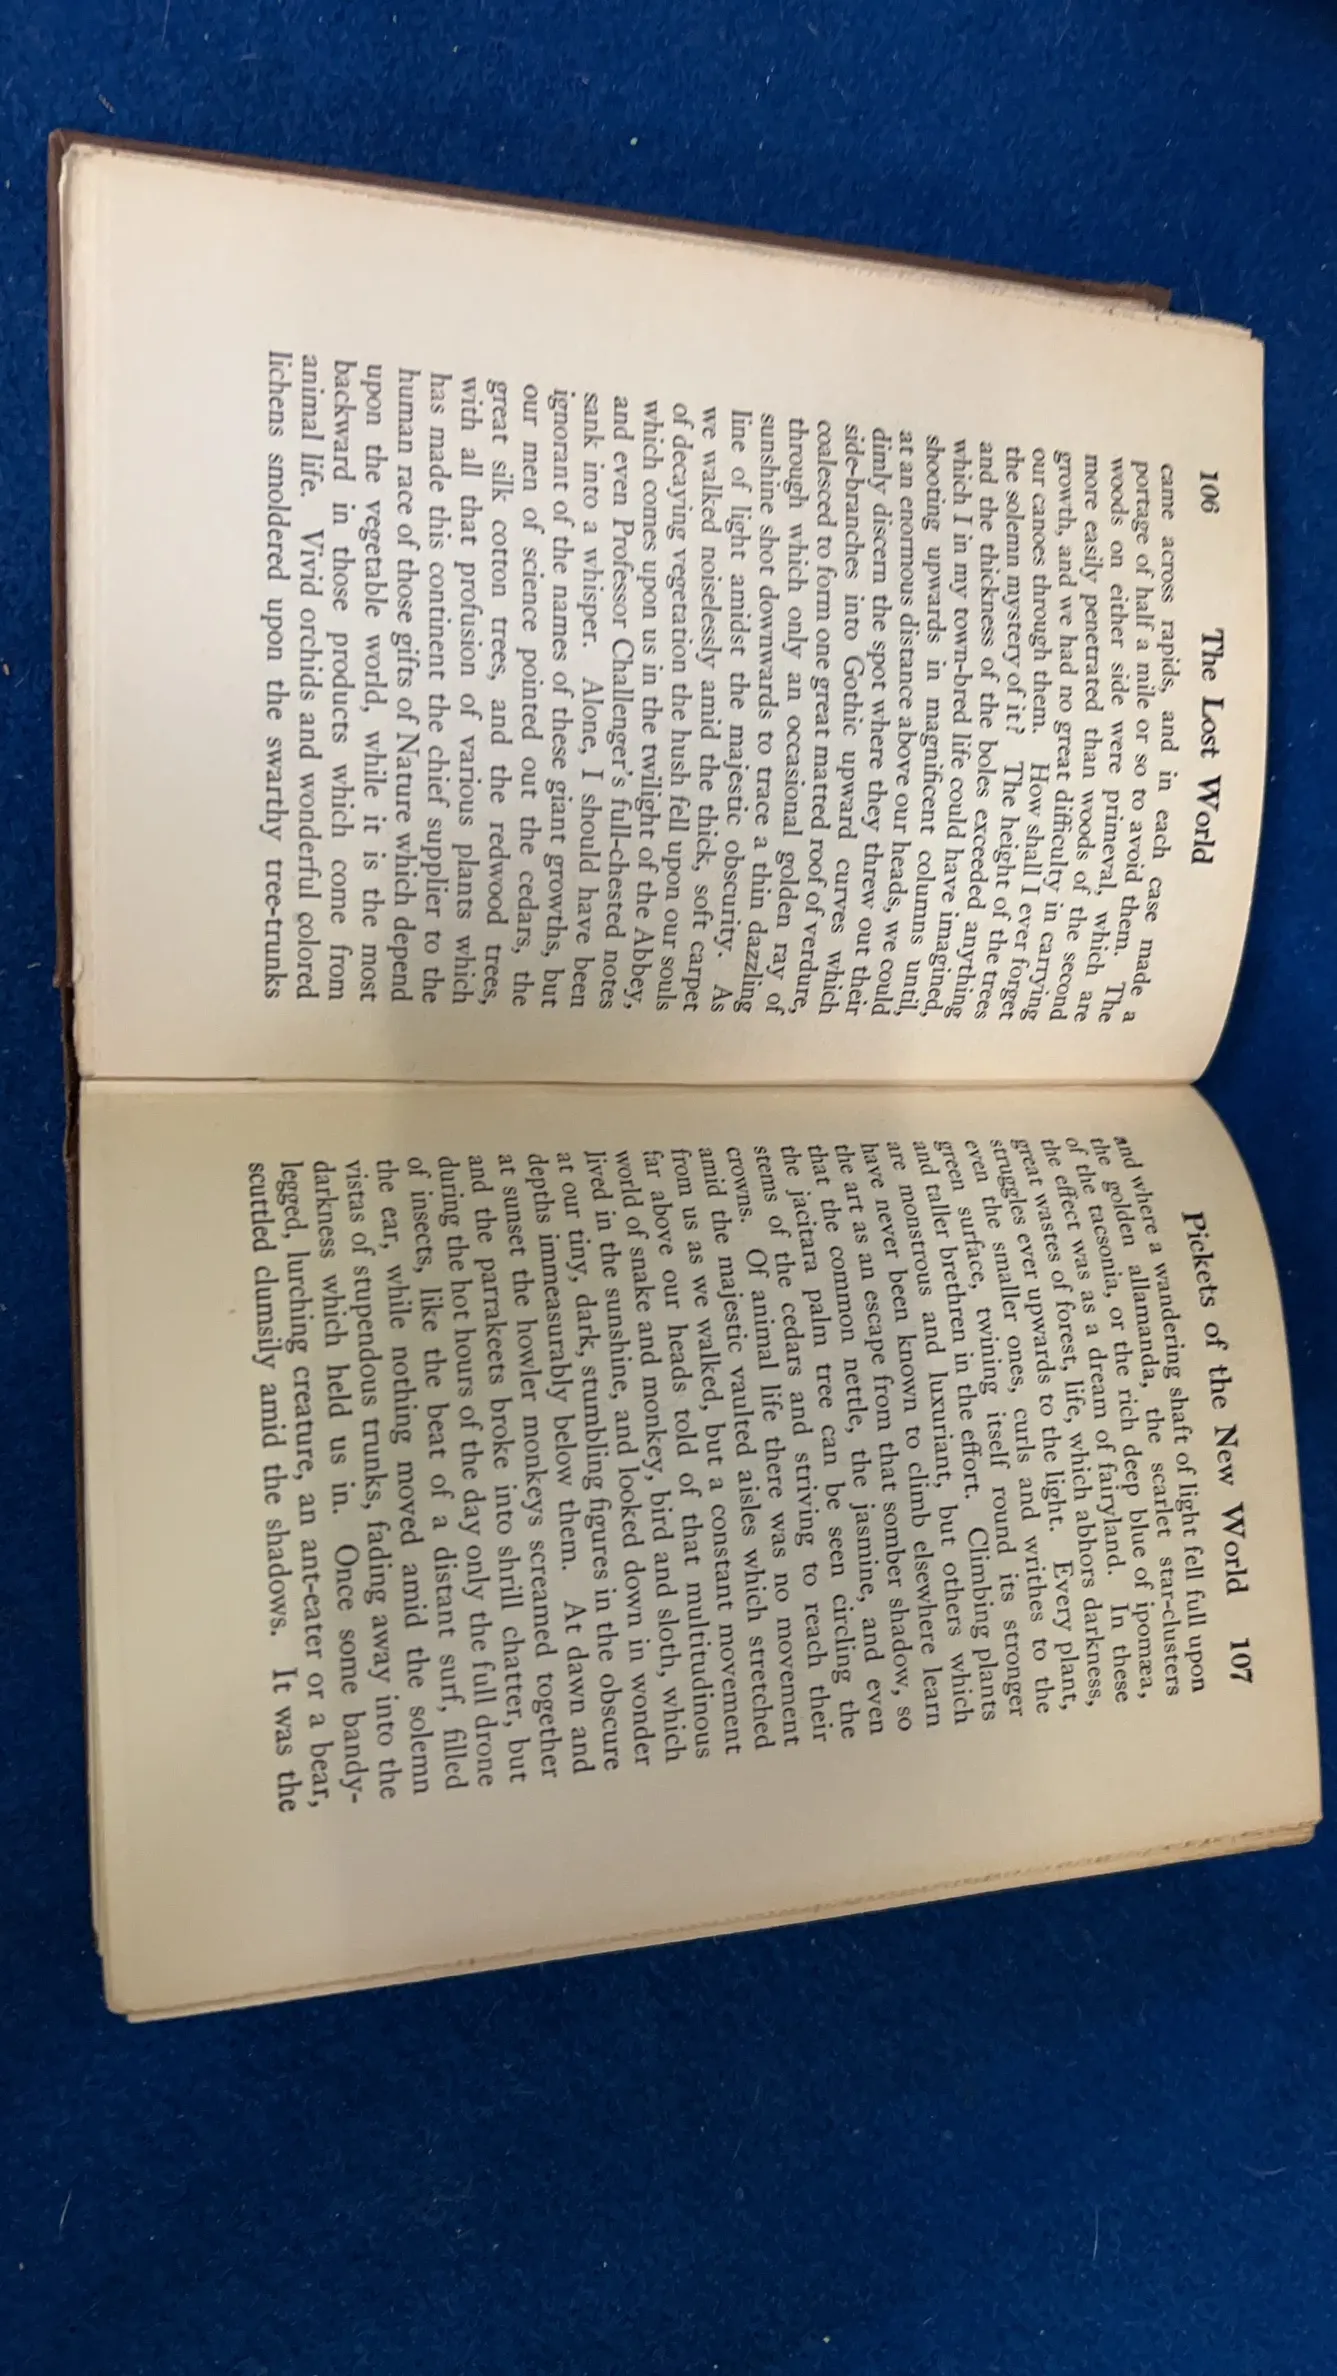 106 The Lost World
came across rapids, and in each case made a
portage of half a mile or so to avoid them. The
woods on either side were primeval, which are
more easily penetrated than woods of the second
growth, and we had no great difficulty in carrying
our canoes through them. How shall I ever forget
the solemn mystery of it? The height of the trees
and the thickness of the boles exceeded anything
which I in my town-bred life could have imagined,
shooting upwards in magnificent columns until,
at an enormous distance above our heads, we could
dimly discern the spot where they threw out their
side-branches into Gothic upward curves which
coalesced to form one great matted roof of verdure,
through which only an occasional golden ray of
sunshine shot downwards to trace a thin dazzling
line of light amidst the majestic obscurity. As
we walked noiselessly amid the thick, soft carpet
of decaying vegetation the hush fell upon our souls
which comes upon us in the twilight of the Abbey,
and even Professor Challenger's full-chested notes
sank into a whisper. Alone, I should have been
ignorant of the names of these giant growths, but
our men of science pointed out the cedars, the
great silk cotton trees, and the redwood trees,
with all that profusion of various plants which
has made this continent the chief supplier to the
human race of those gifts of Nature which depend
upon the vegetable world, while it is the most
backward in those products which come from
animal life. Vivid orchids and wonderful colored
lichens smoldered upon the swarthy tree-trunks
Pickets of the New World 107
and where a wandering shaft of light fell full upon
the golden allamanda, the scarlet star-clusters
of the tacsonia, or the rich deep blue of ipomæa,
the effect was as a dream of fairyland. In these
great wastes of forest, life, which abhors darkness,
struggles ever upwards to the light. Every plant,
even the smaller ones, curls and writhes to the
green surface, twining itself round its stronger
and taller brethren in the effort. Climbing plants
are monstrous and luxuriant, but others which
have never been known to climb elsewhere learn
the art as an escape from that somber shadow, so
that the common nettle, the jasmine, and even
the jacitara palm tree can be seen circling the
stems of the cedars and striving to reach their
crowns. Of animal life there was no movement
amid the majestic vaulted aisles which stretched
from us as we walked, but a constant movement
far above our heads told of that multitudinous
world of snake and monkey, bird and sloth, which
lived in the sunshine, and looked down in wonder
at our tiny, dark, stumbling figures in the obscure
depths immeasurably below them. At dawn and
at sunset the howler monkeys screamed together
and the parrakeets broke into shrill chatter, but
during the hot hours of the day only the full drone
of insects, like the beat of a distant surf, filled
the ear, while nothing moved amid the solemn
vistas of stupendous trunks, fading away into the
darkness which held us in. Once some bandy-
legged, lurching creature, an ant-eater or a bear,
scuttled clumsily amid the shadows. It was the